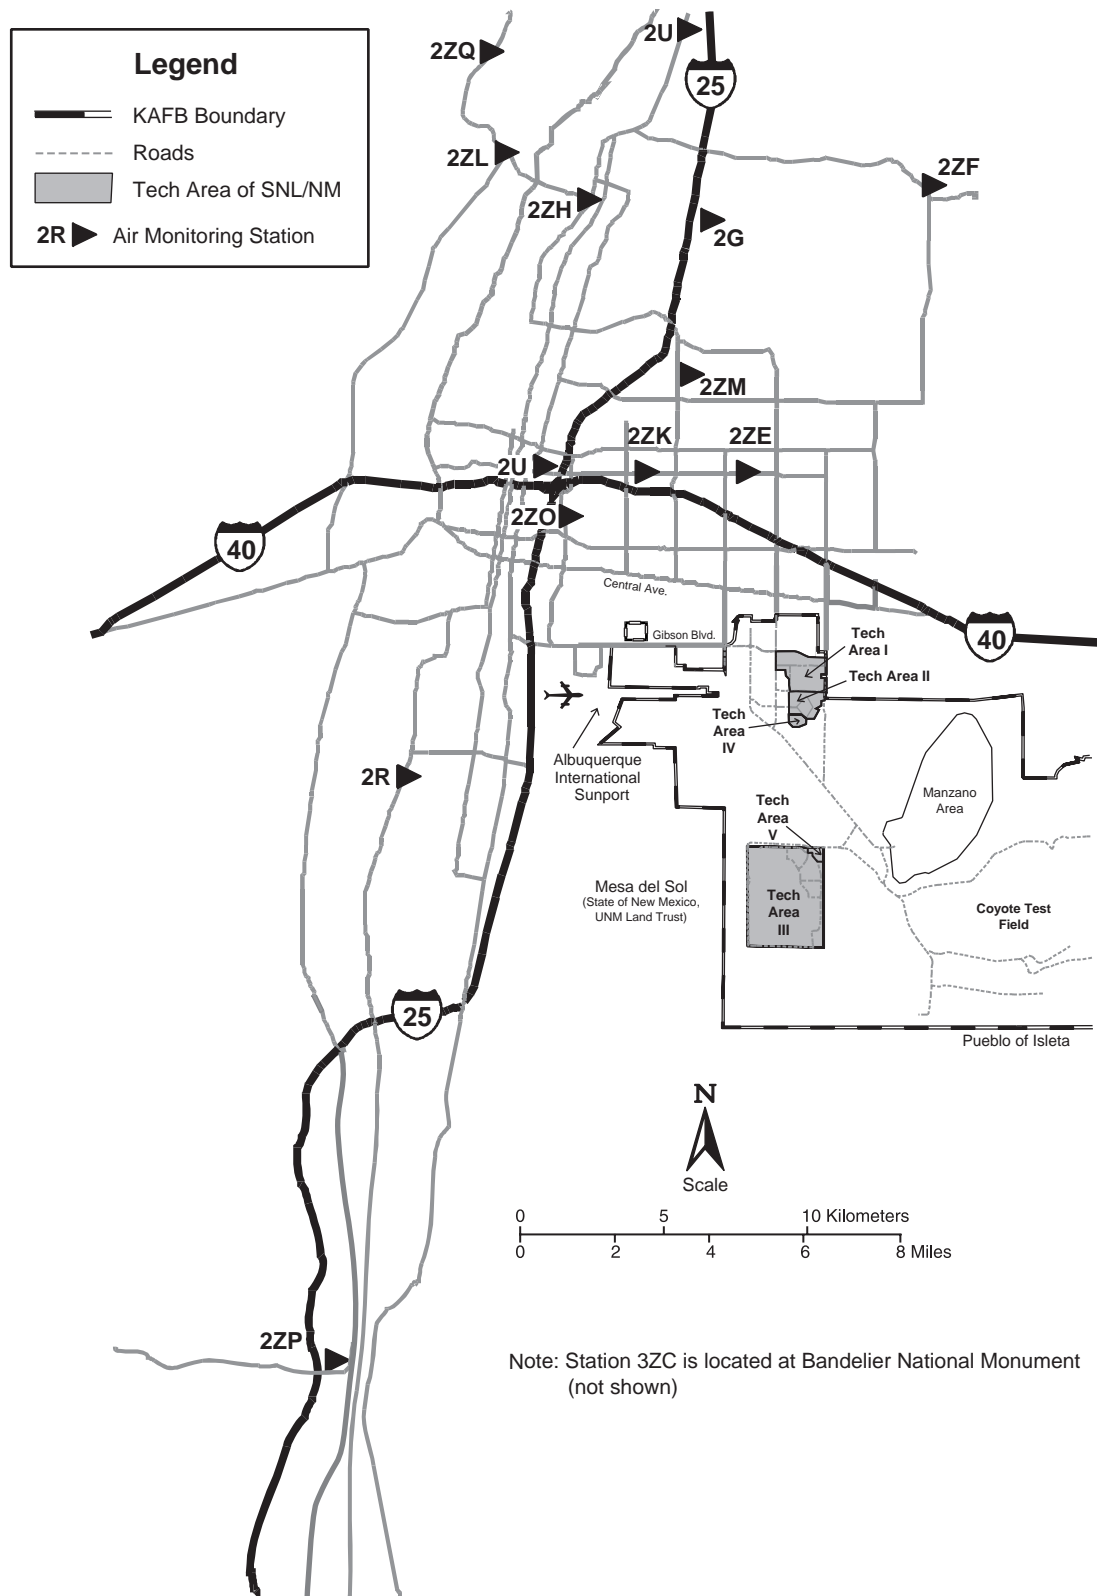 Legend
KAFB Boundary
Roads
Tech Area of SNL/NM
2R Air Monitoring Station
2ZQ
2U
25
2ZL
2ZF
2ZH
2G
2ZM
2ZK
2ZE
2U
2ZO
40
Central Ave.
Gibson Blvd.
40
Tech
Area I
Tech Area II
Tech
Area
IV
Albuquerque
International
Sunport
2R
Manzano
Area
Tech
Area
V
Mesa del Sol
(State of New Mexico,
UNM Land Trust)
Tech
Area
III
Coyote Test
Field
25
Pueblo of Isleta
N
Scale
0 5 10 Kilometers
0 2 4 6 8 Miles
2ZP
Note: Station 3ZC is located at Bandelier National Monument
(not shown)